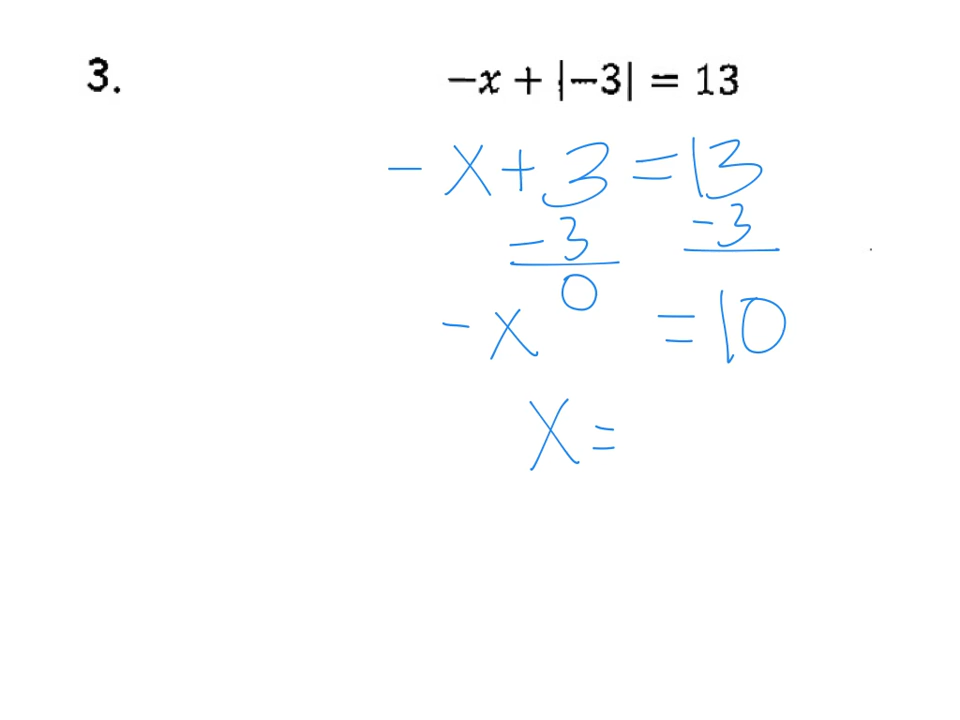 3. −x + |−3| = 13
- x + 3 = 13
- 3 - 3
0
- x = 10
x =